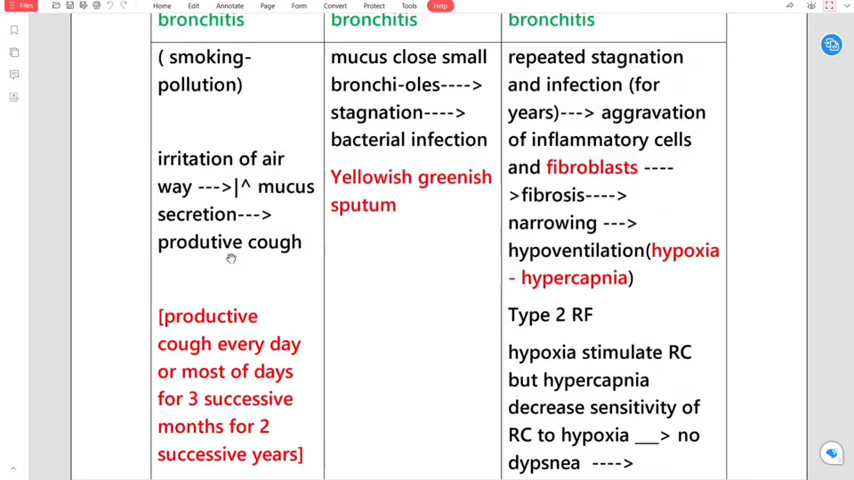 Files
Home
Edit
Annotate
Page
Form
Convert
Protect
Tools
Help
bronchitis
( smoking-
pollution)
irritation of air
way --->|^ mucus
secretion--->
produtive cough
[productive
cough every day
or most of days
for 3 successive
months for 2
successive years]
bronchitis
mucus close small
bronchi-oles---->
stagnation---->
bacterial infection
Yellowish greenish
sputum
bronchitis
repeated stagnation
and infection (for
years)---> aggravation
of inflammatory cells
and fibroblasts ----
>fibrosis---->
narrowing --->
hypoventilation(hypoxia
- hypercapnia)
Type 2 RF
hypoxia stimulate RC
but hypercapnia
decrease sensitivity of
RC to hypoxia __> no
dypsnea ---->